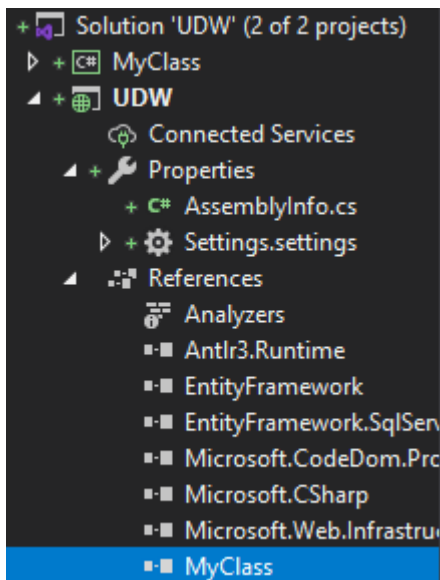 Solution 'UDW' (2 of 2 projects)
C# MyClass
UDW
Connected Services
Properties
C# AssemblyInfo.cs
Settings.settings
References
Analyzers
Antlr3.Runtime
EntityFramework
EntityFramework.SqlServ
Microsoft.CodeDom.Pro
Microsoft.CSharp
Microsoft.Web.Infrastru
MyClass